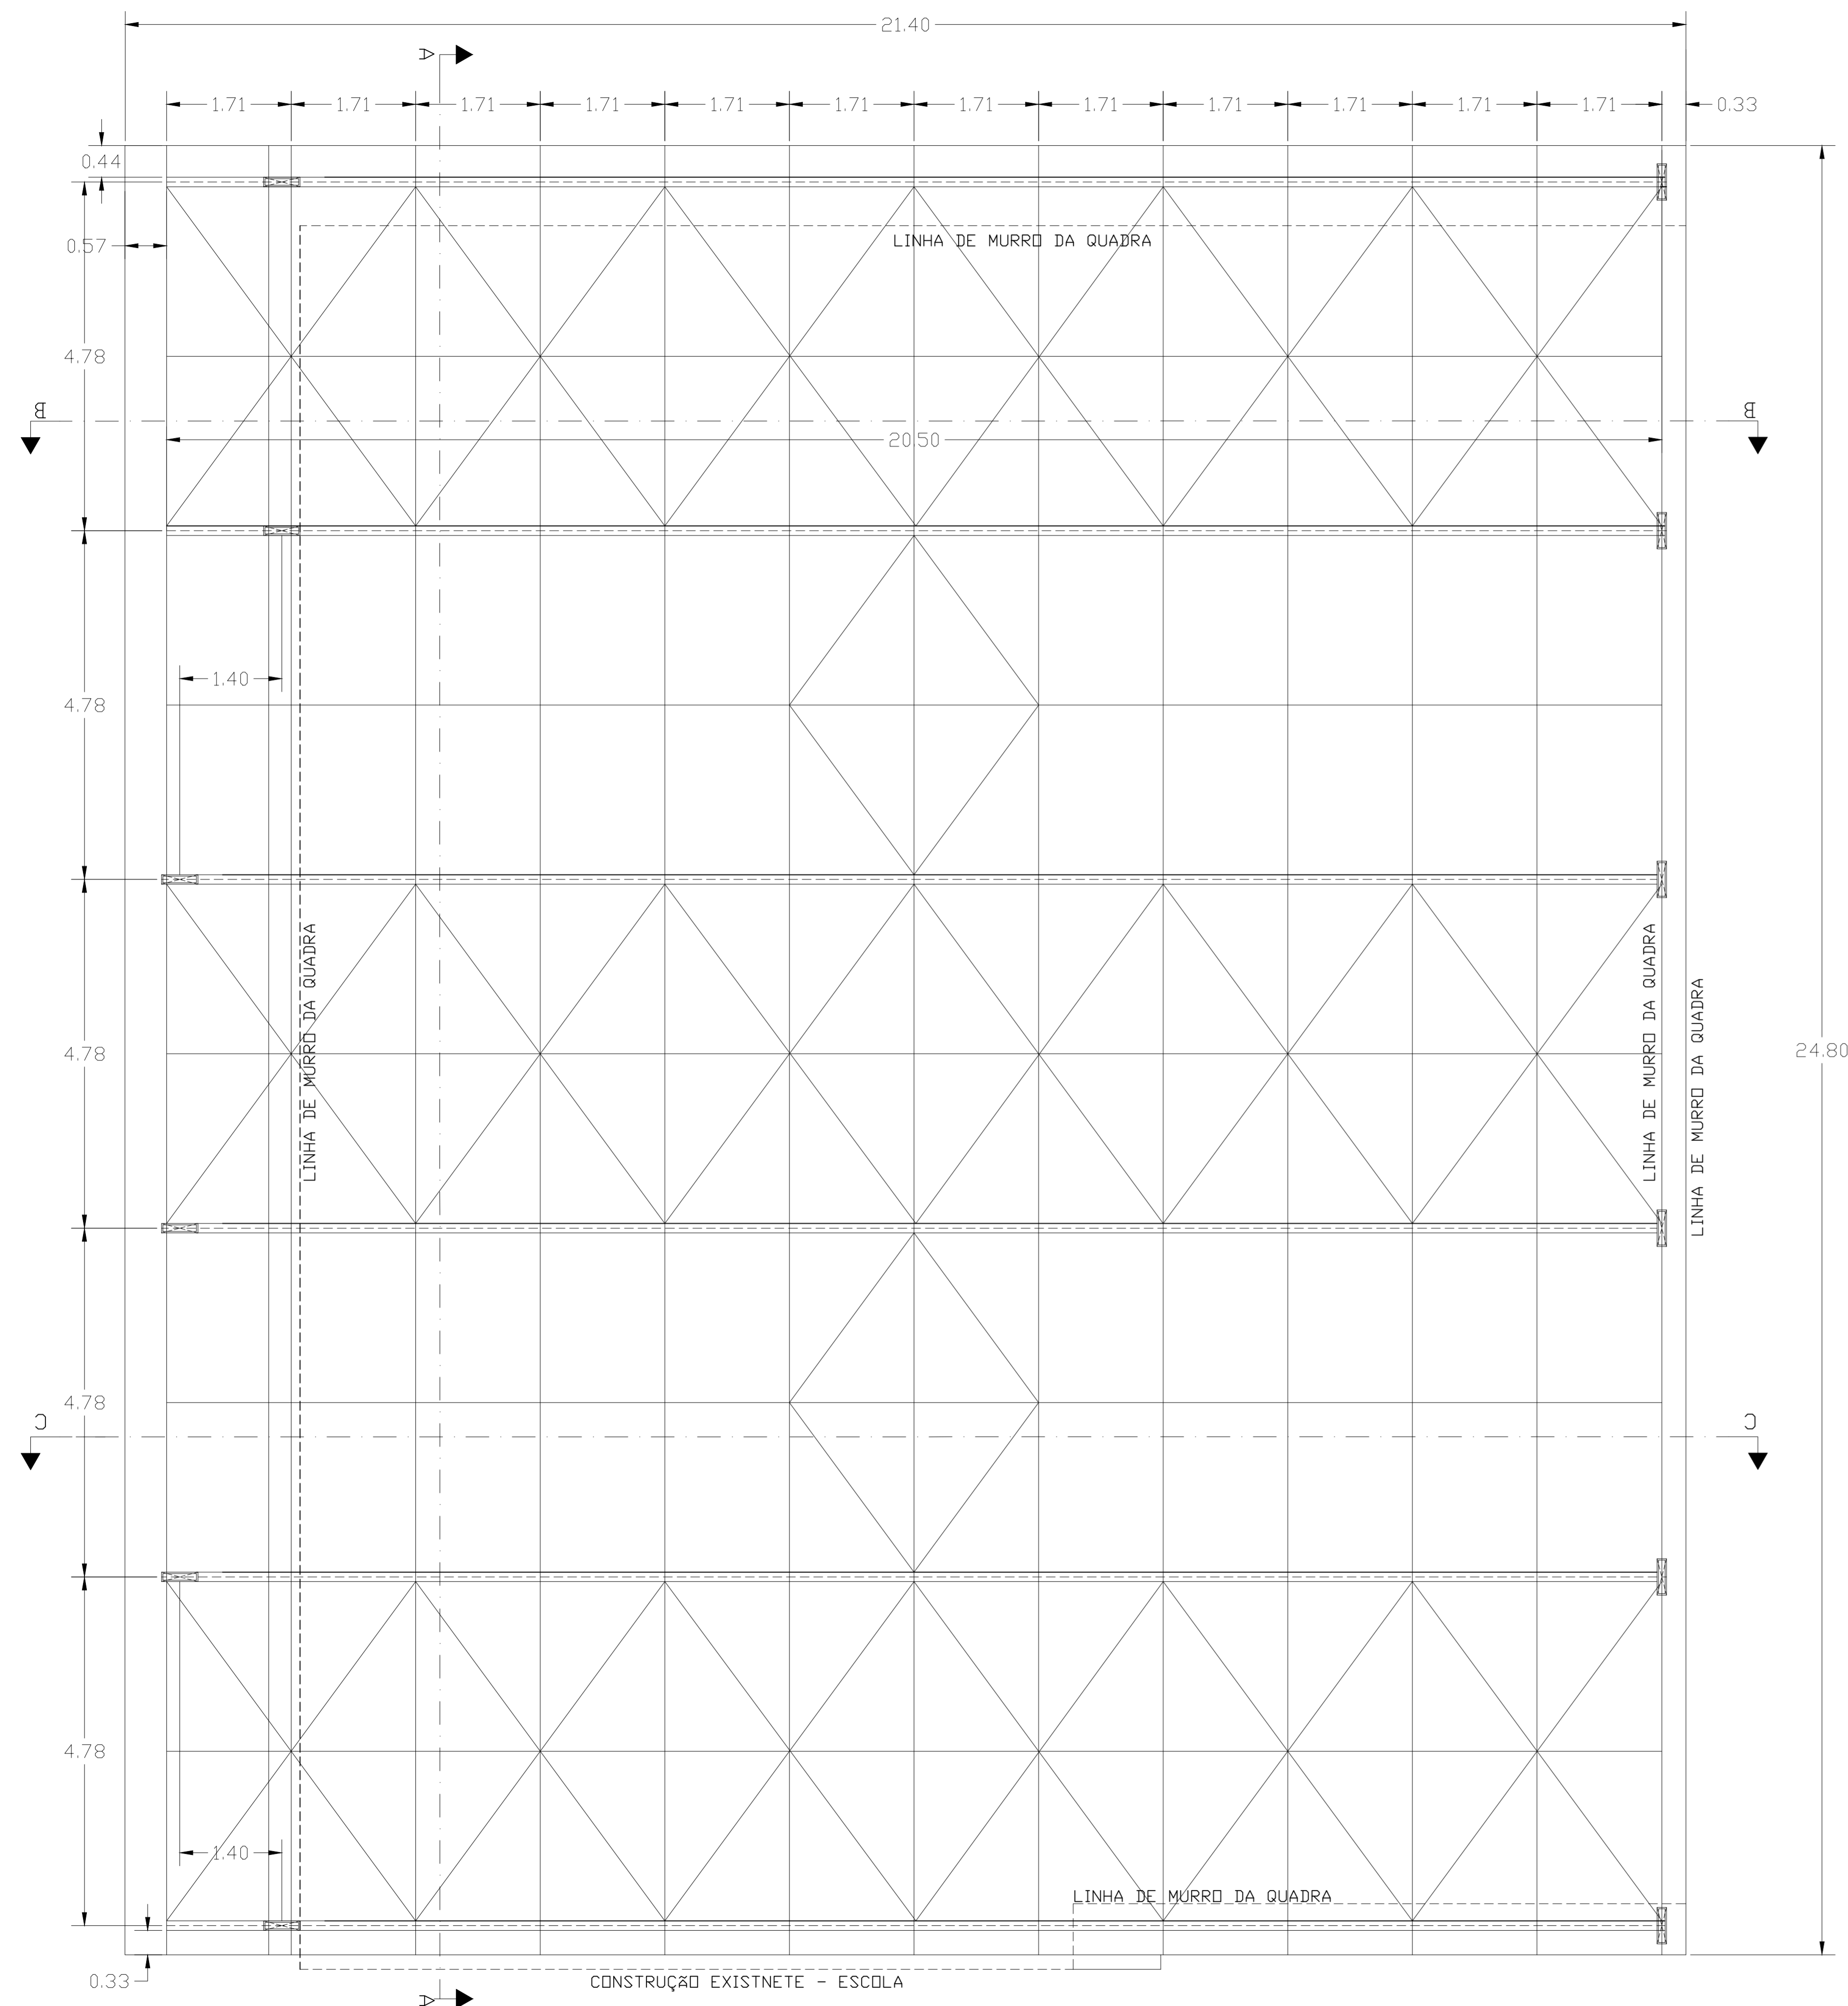 21.40
A
1.71 1.71 1.71 1.71 1.71 1.71 1.71 1.71 1.71 1.71 1.71 1.71 0.33
0.44
0.57
LINHA DE MURRO DA QUADRA
4.78
B B
20.50
1.40
4.78
LINHA DE MURRO DA QUADRA
LINHA DE MURRO DA QUADRA
LINHA DE MURRO DA QUADRA
4.78
24.80
4.78
C C
4.78
1.40
LINHA DE MURRO DA QUADRA
0.33
CONSTRUÇÃO EXISTNETE - ESCOLA
A